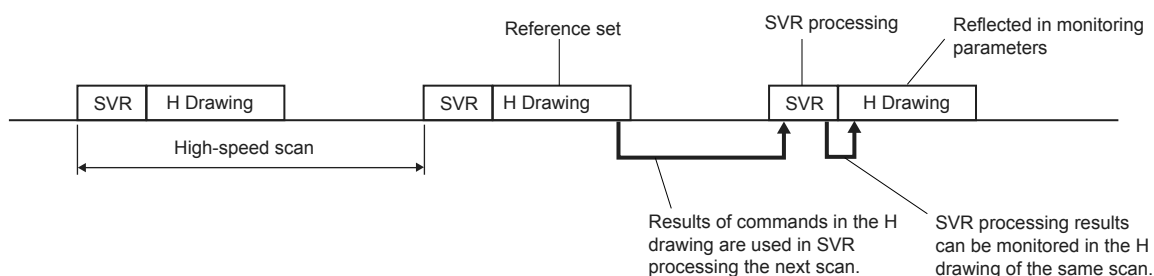 Reference set
SVR processing
Reflected in monitoring
parameters
SVR
H Drawing
SVR
H Drawing
SVR
H Drawing
High-speed scan
Results of commands in the H
drawing are used in SVR
processing the next scan.
SVR processing results
can be monitored in the H
drawing of the same scan.